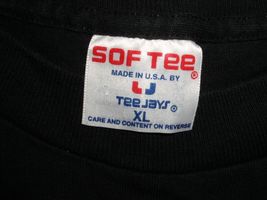 SOF TEE®
MADE IN U.S.A. BY
TEE JAYS®
XL
CARE AND CONTENT ON REVERSE